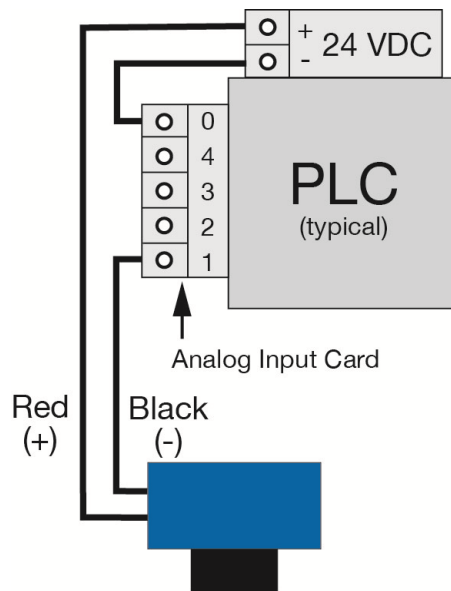 +
- 24 VDC
0
4
3
2
1
PLC
(typical)
Analog Input Card
Red
(+)
Black
(-)